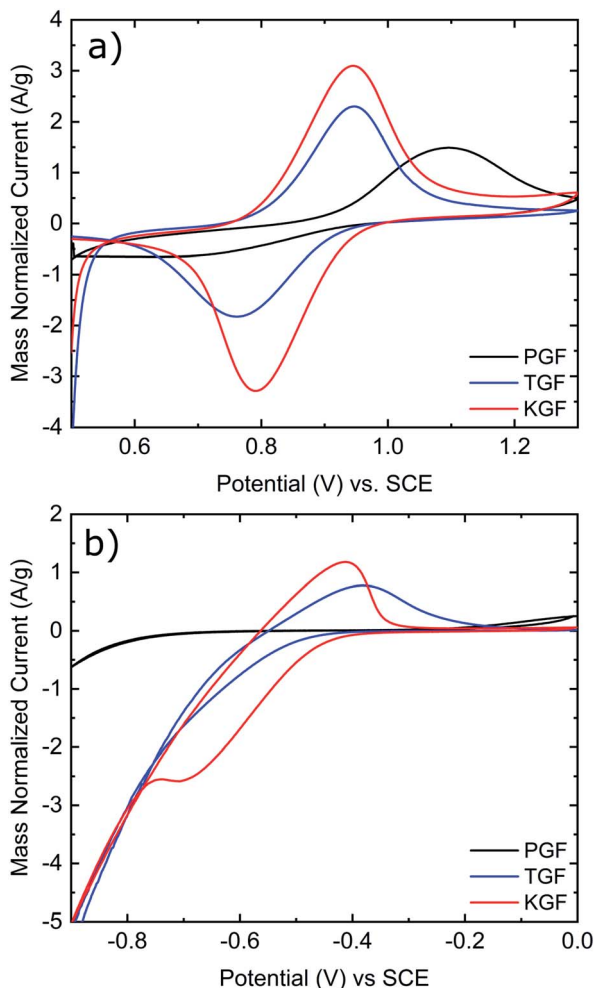 a)
Mass Normalized Current (A/g)
4
3
2
1
0
-1
-2
-3
-4
PGF
TGF
KGF
0.6 0.8 1.0 1.2
Potential (V) vs. SCE
b)
Mass Normalized Current (A/g)
2
1
0
-1
-2
-3
-4
-5
PGF
TGF
KGF
-0.8 -0.6 -0.4 -0.2 0.0
Potential (V) vs SCE